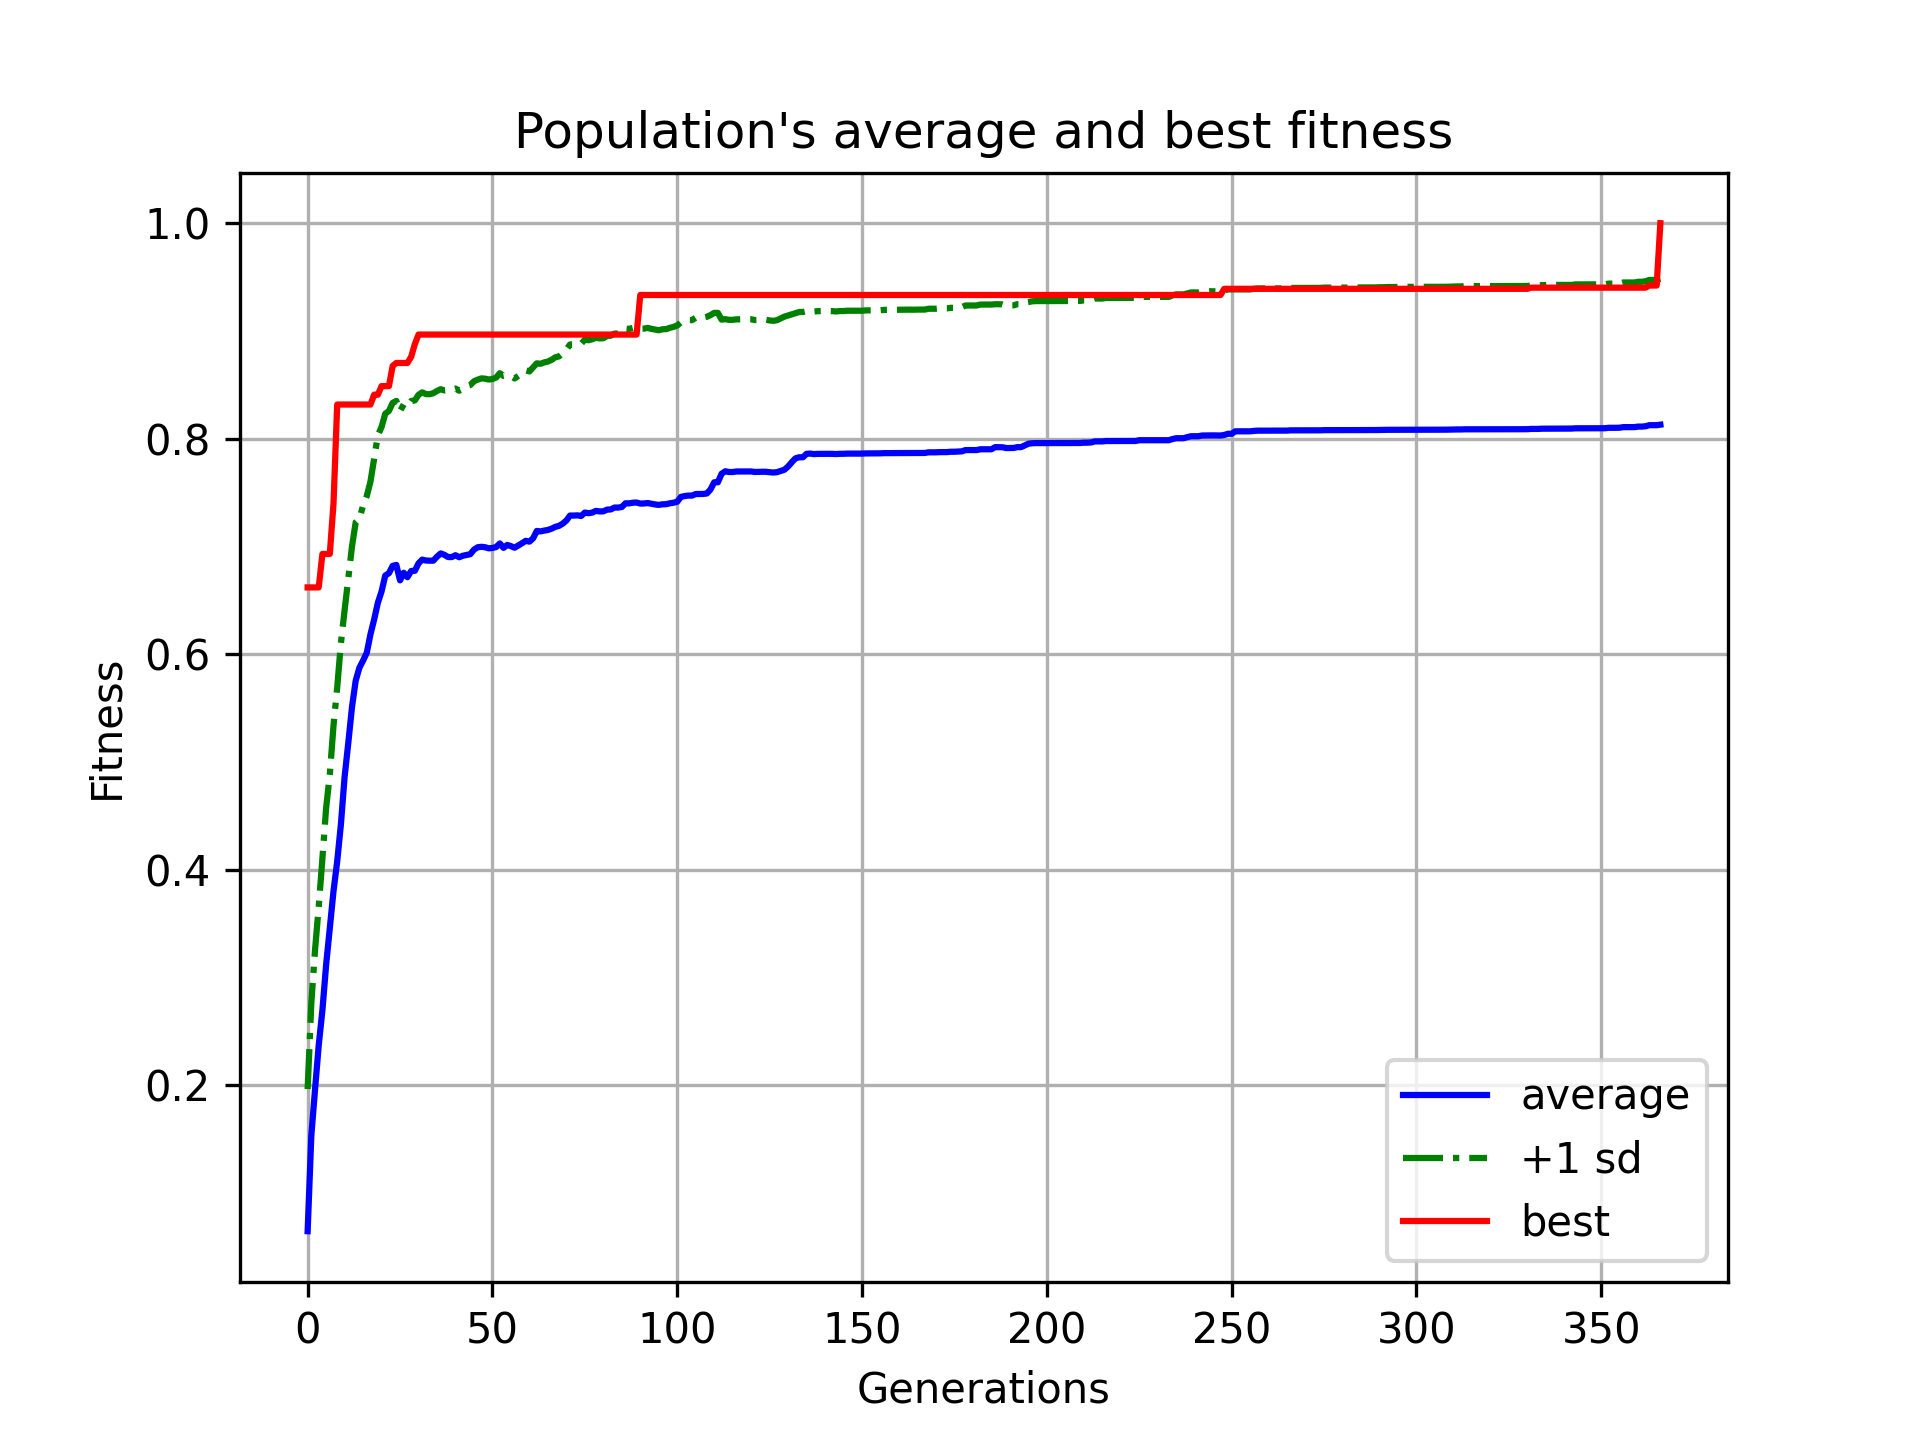 Population's average and best fitness
1.0
0.8
0.6
0.4
0.2
Fitness
average
+1 sd
best
0 50 100 150 200 250 300 350
Generations